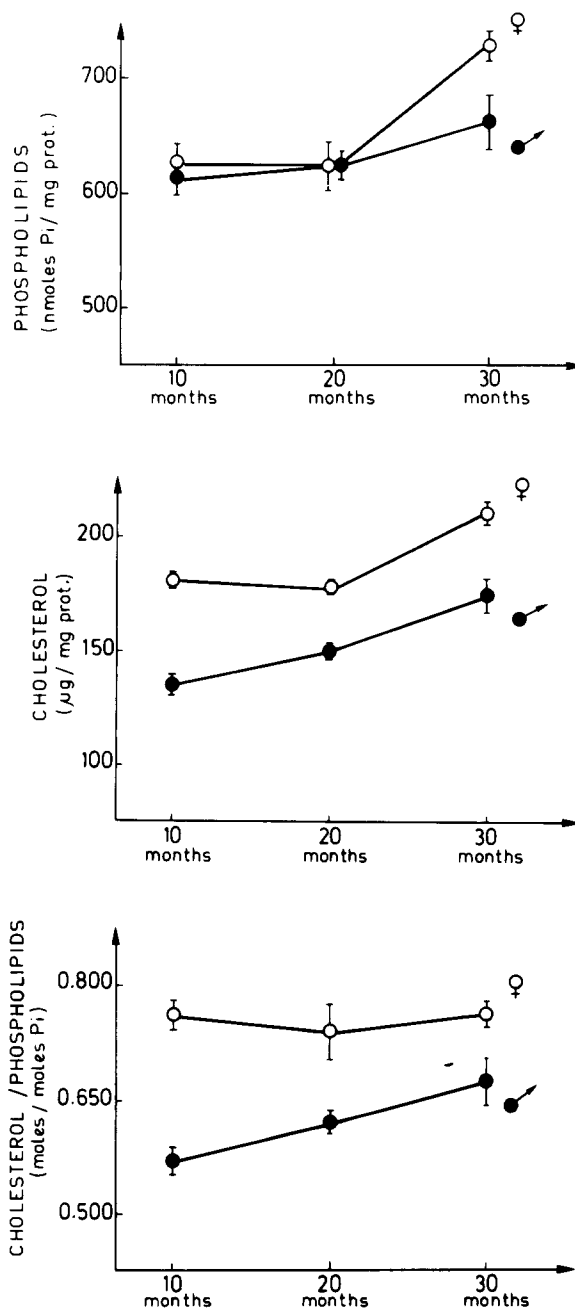 PHOSPHOLIPIDS
(nmoles Pi/mg prot.)
700
600
500
10 20 30
months months months
♀
CHOLESTEROL
(µg/mg prot.)
200
150
100
10 20 30
months months months
♀
CHOLESTEROL /PHOSPHOLIPIDS
(moles/moles Pi)
0.800
0.650
0.500
10 20 30
months months months
♀